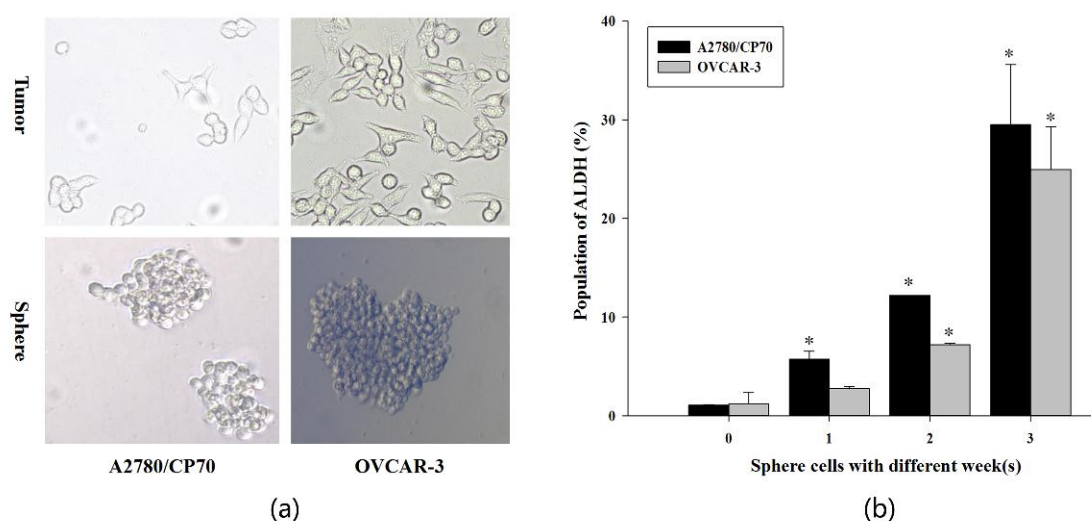 Tumor
Sphere
A2780/CP70
OVCAR-3
(a)
A2780/CP70
OVCAR-3
Population of ALDH (%)
40
30
20
10
0
*
*
*
*
*
0
1
2
3
Sphere cells with different week(s)
(b)